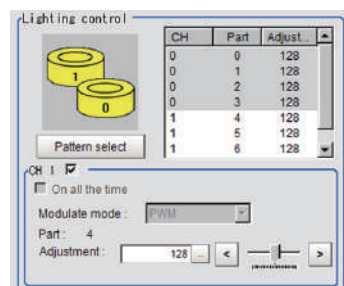 Lighting control
CH Part Adjust...
0 0 128
0 1 128
0 2 128
0 3 128
1 4 128
1 5 128
1 6 128
1
0
Pattern select
CH 1
On all the time
Modulate mode : PWM
Part : 4
Adjustment : 128 ... < >